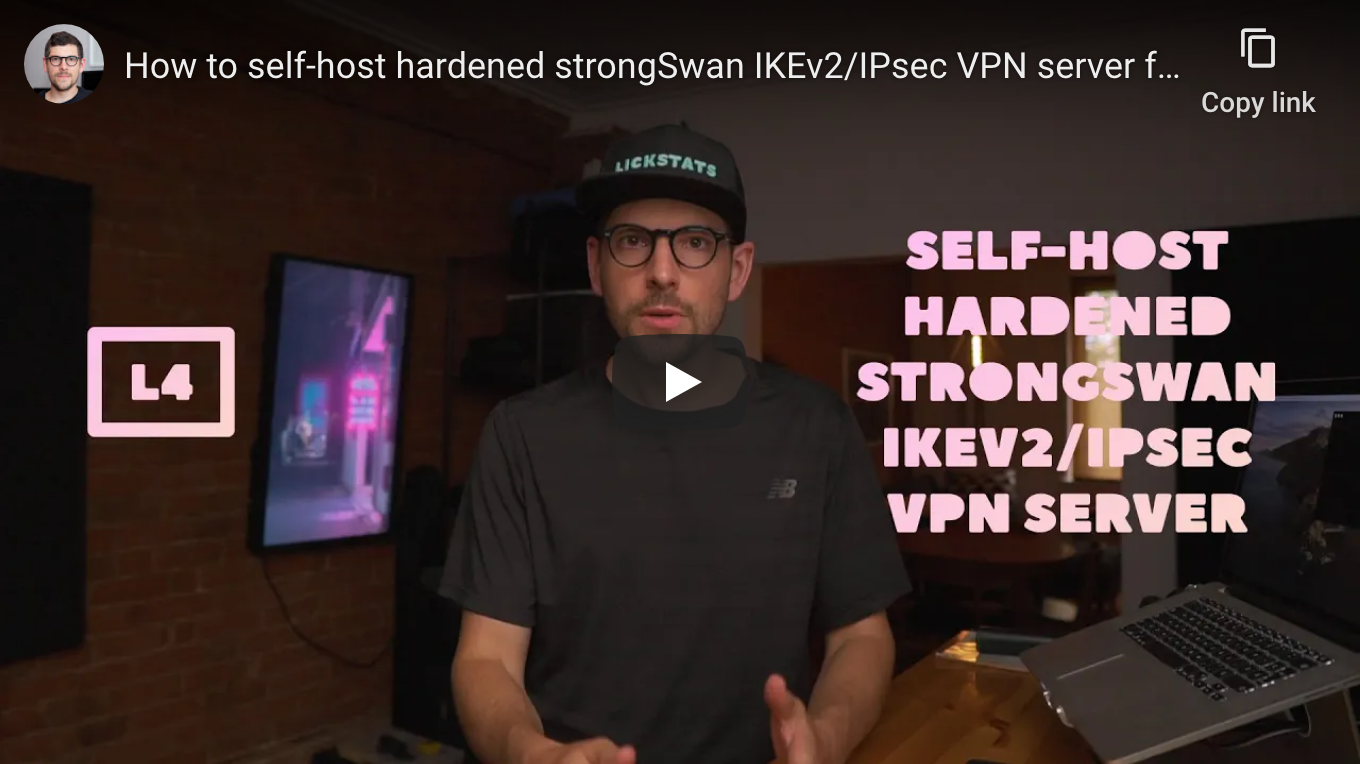 How to self-host hardened strongSwan IKEv2/IPsec VPN server f...
Copy link
LICKSTATS
SELF-HOST
HARDENED
STRONGSWAN
IKEV2/IPSEC
VPN SERVER
L4
NB